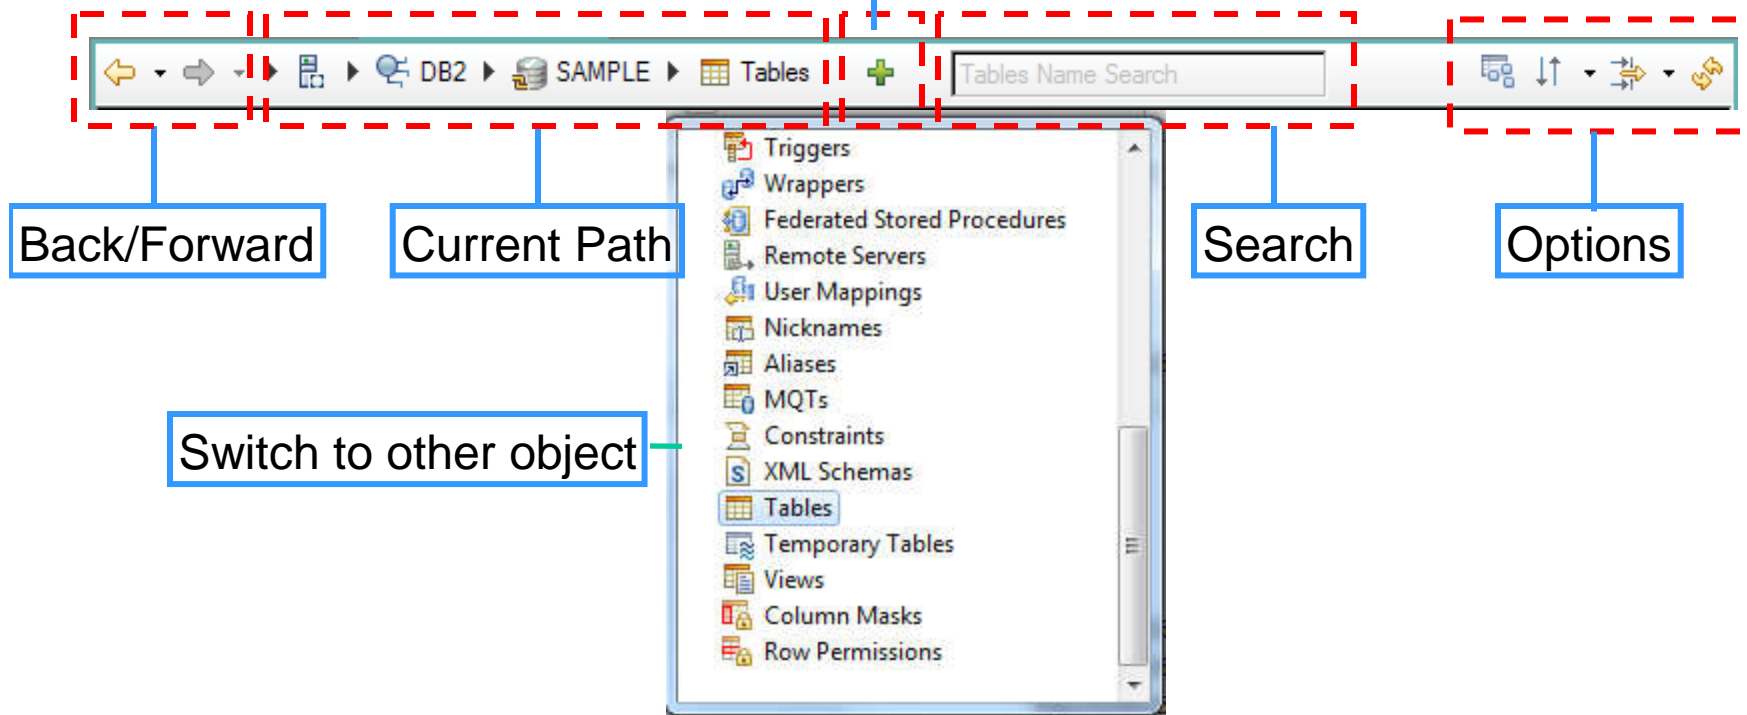 DB2 SAMPLE Tables Tables Name Search
Triggers
Wrappers
Back/Forward Current Path Federated Stored Procedures Search Options
Remote Servers
User Mappings
Nicknames
Aliases
MQTs
Switch to other object Constraints
XML Schemas
Tables
Temporary Tables
Views
Column Masks
Row Permissions